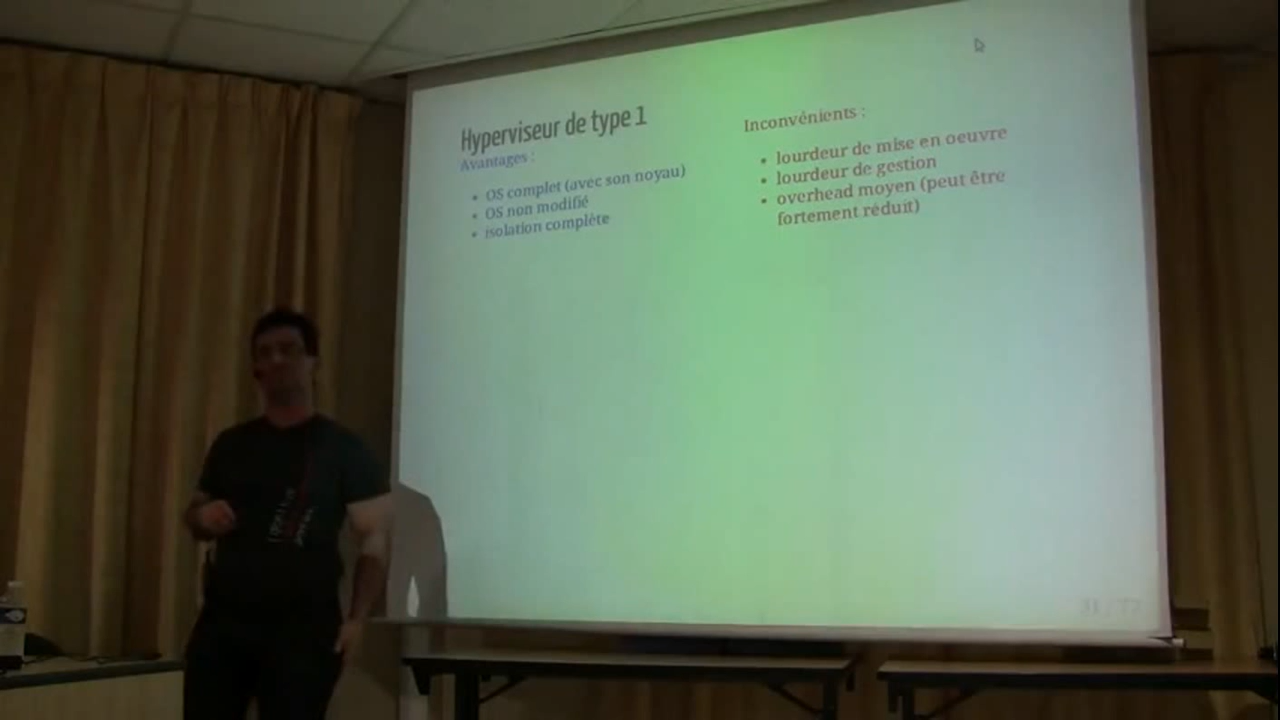 Hyperviseur de type 1
Avantages :
• OS complet (avec son noyau)
• OS non modifié
• isolation complète
Inconvénients :
• lourdeur de mise en oeuvre
• lourdeur de gestion
• overhead moyen (peut être
fortement réduit)